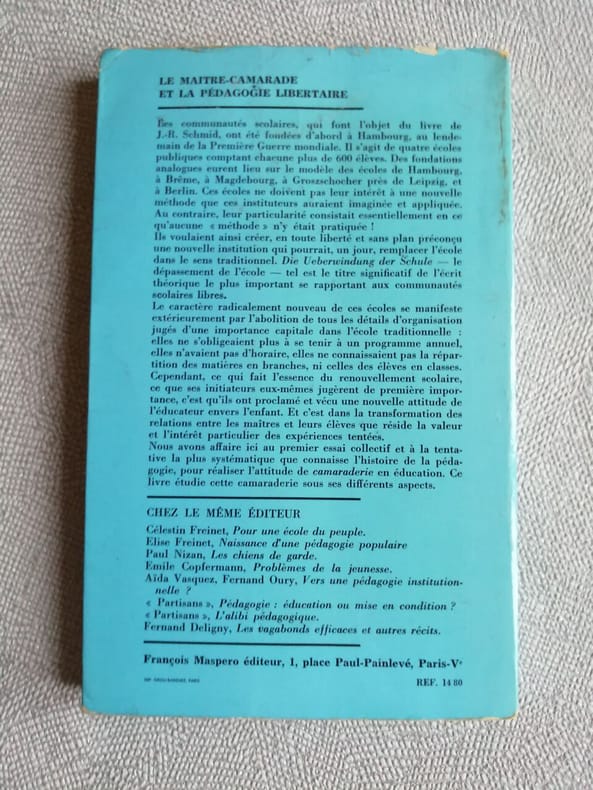 LE MAITRE-CAMARADE
ET LA PÉDAGOGIE LIBERTAIRE
Les communautés scolaires, qui font l'objet du livre de
J.-R. Schmid, ont été fondées d'abord à Hambourg, au lende-
main de la Première Guerre mondiale. Il s'agit de quatre écoles
publiques comptant chacune plus de 600 élèves. Des fondations
analogues eurent lieu sur le modèle des écoles de Hambourg,
à Brême, à Magdebourg, à Groszschocher près de Leipzig, et
à Berlin. Ces écoles ne doivent pas leur intérêt à une nouvelle
méthode que ces instituteurs auraient imaginée et appliquée.
Au contraire, leur particularité consistait essentiellement en ce
qu'aucune « méthode » n'y était pratiquée !
Ils voulaient ainsi créer, en toute liberté et sans plan préconçu
une nouvelle institution qui pourrait, un jour, remplacer l'école
dans le sens traditionnel. Die Ueberwindung der Schule — le
dépassement de l'école — tel est le titre significatif de l'écrit
théorique le plus important se rapportant aux communautés
scolaires libres.
Le caractère radicalement nouveau de ces écoles se manifeste
extérieurement par l'abolition de tous les détails d'organisation
jugés d'une importance capitale dans l'école traditionnelle :
elles ne s'obligeaient plus à se tenir à un programme annuel,
elles n'avaient pas d'horaire, elles ne connaissaient pas la répar-
tition des matières en branches, ni celles des élèves en classes.
Cependant, ce qui fait l'essence du renouvellement scolaire,
ce que ses initiateurs eux-mêmes jugèrent de première impor-
tance, c'est qu'ils ont proclamé et vécu une nouvelle attitude de
l'éducateur envers l'enfant. Et c'est dans la transformation des
relations entre les maîtres et leurs élèves que réside la valeur
et l'intérêt particulier des expériences tentées.
Nous avons affaire ici au premier essai collectif et à la tenta-
tive la plus systématique que connaisse l'histoire de la péda-
gogie, pour réaliser l'attitude de camaraderie en éducation. Ce
livre étudie cette camaraderie sous ses différents aspects.
CHEZ LE MÊME ÉDITEUR
Célestin Freinet, Pour une école du peuple.
Elise Freinet, Naissance d'une pédagogie populaire
Paul Nizan, Les chiens de garde.
Emile Copfermann, Problèmes de la jeunesse.
Aïda Vasquez, Fernand Oury, Vers une pédagogie institution-
nelle ?
« Partisans », Pédagogie : éducation ou mise en condition ?
« Partisans », L'alibi pédagogique.
Fernand Deligny, Les vagabonds efficaces et autres récits.
François Maspero éditeur, 1, place Paul-Painlevé, Paris-Vᵉ
REF. 14 80